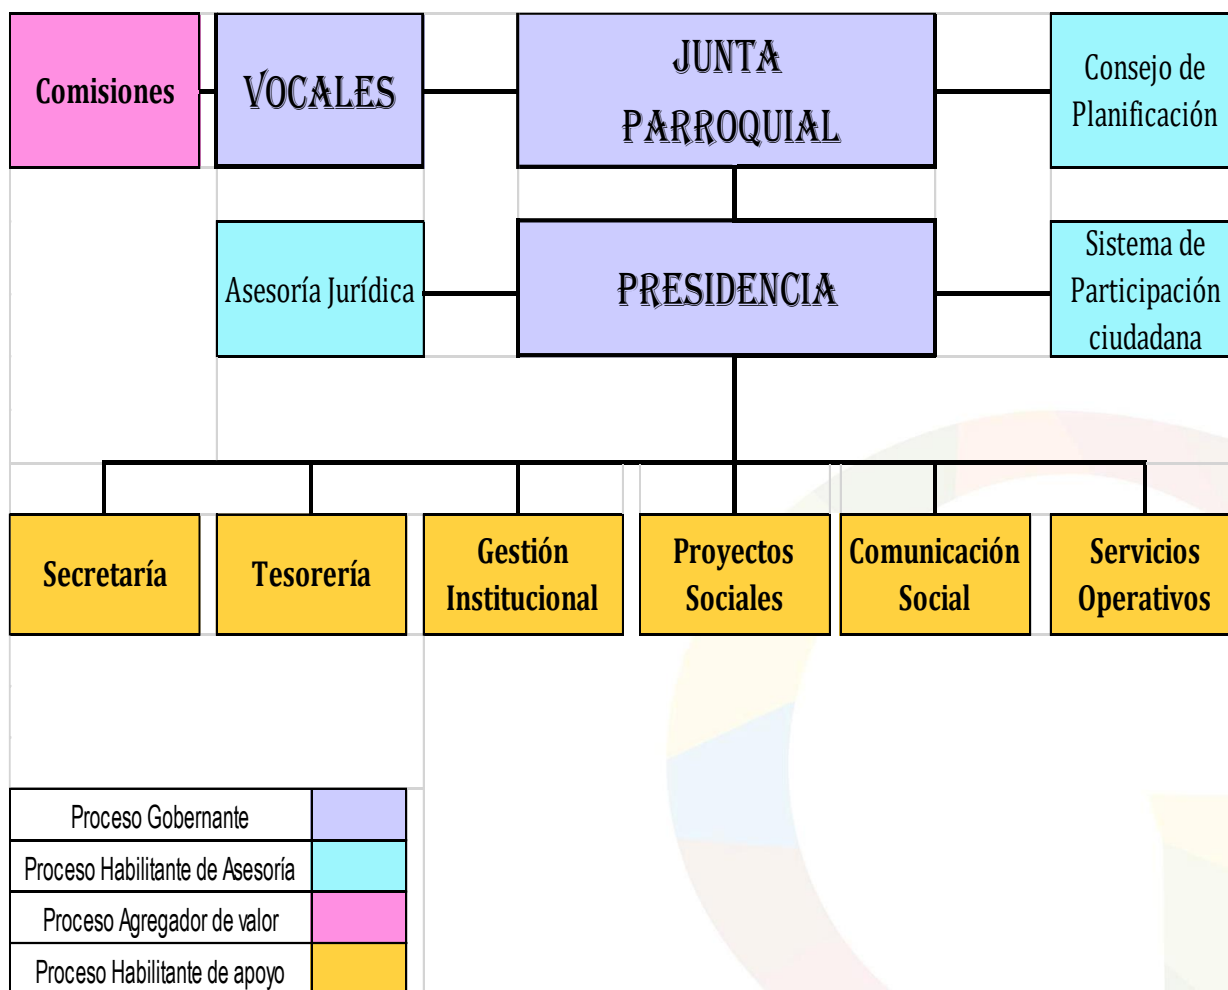 Comisiones
VOCALES
JUNTA
PARROQUIAL
Consejo de
Planificación
Asesoría Jurídica
PRESIDENCIA
Sistema de
Participación
ciudadana
Secretaría
Tesorería
Gestión
Institucional
Proyectos
Sociales
Comunicación
Social
Servicios
Operativos
Proceso Gobernante
Proceso Habilitante de Asesoría
Proceso Agregador de valor
Proceso Habilitante de apoyo